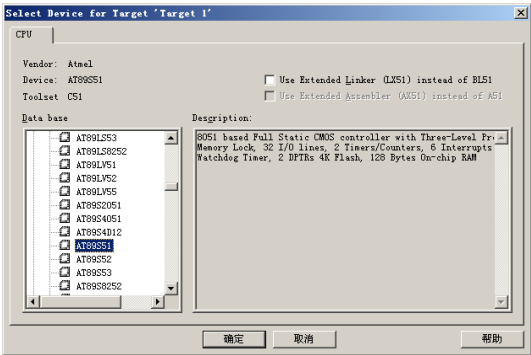 Select Device for Target 'Target 1'
CPU
Vendor: Atmel
Device: AT89S51
Toolset C51
Use Extended Linker (LX51) instead of BL51
Use Extended Assembler (AX51) instead of A51
Data base
Description:
AT89LS53
AT89LS8252
AT89LV51
AT89LV52
AT89LV55
AT89S2051
AT89S4051
AT89S4D12
AT89S51
AT89S52
AT89S53
AT89S8252
8051 based Full Static CMOS controller with Three-Level Pro
Memory Lock, 32 I/O lines, 2 Timers/Counters, 6 Interrupts
Watchdog Timer, 2 DPTRs 4K Flash, 128 Bytes On-chip RAM
确定
取消
帮助